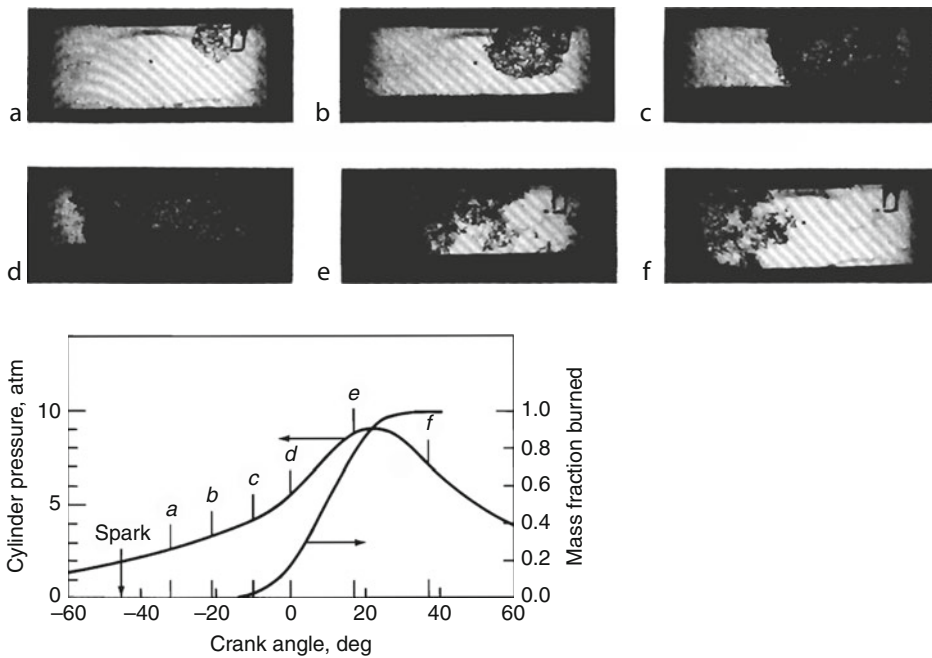 a
b
c
d
e
f
Cylinder pressure, atm
10
5
0
Spark
a
b
c
d
e
f
1.0
0.8
0.6
0.4
0.2
0.0
Mass fraction burned
−60
−40
−20
0
20
40
60
Crank angle, deg